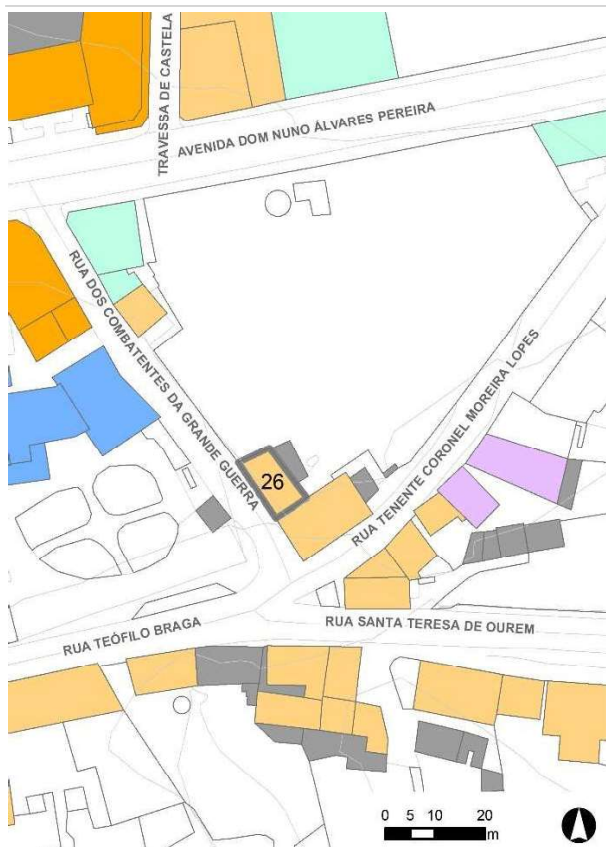 TRAVESSA DE CASTELA
AVENIDA DOM NUNO ÁLVARES PEREIRA
RUA DOS COMBATENTES DA GRANDE GUERRA
RUA TENENTE CORONEL MOREIRA LOPES
26
RUA TEÓFILO BRAGA
RUA SANTA TERESA DE OUREM
0 5 10 20
m